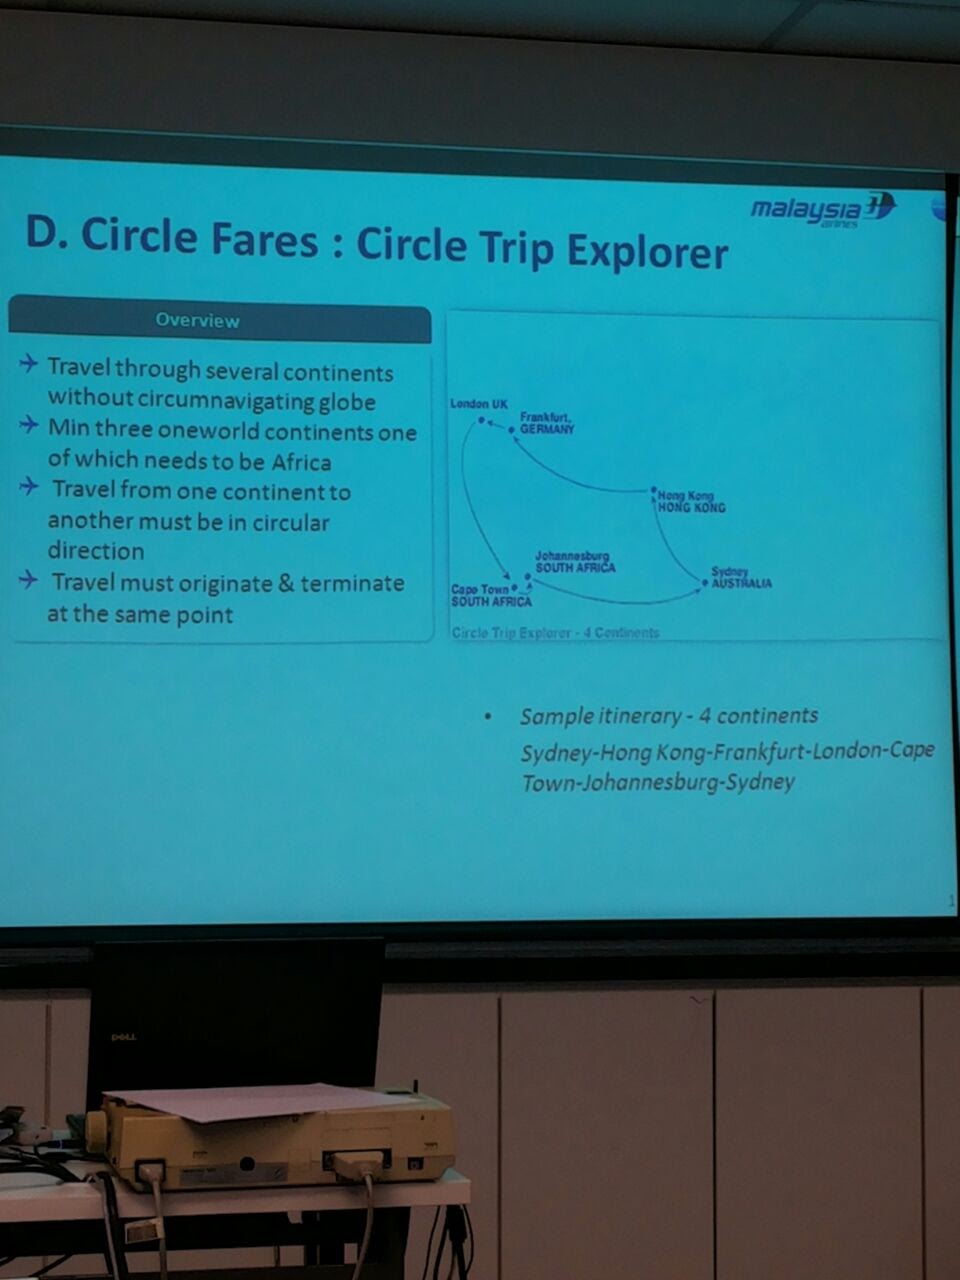 malaysia
airlines
D. Circle Fares : Circle Trip Explorer
Overview
Travel through several continents
without circumnavigating globe
Min three oneworld continents one
of which needs to be Africa
Travel from one continent to
another must be in circular
direction
Travel must originate & terminate
at the same point
London UK
Frankfurt,
GERMANY
Hong Kong
HONG KONG
Johannesburg
SOUTH AFRICA
Sydney
AUSTRALIA
Cape Town
SOUTH AFRICA
Circle Trip Explorer - 4 Continents
• Sample itinerary - 4 continents
Sydney-Hong Kong-Frankfurt-London-Cape
Town-Johannesburg-Sydney
1
DELL